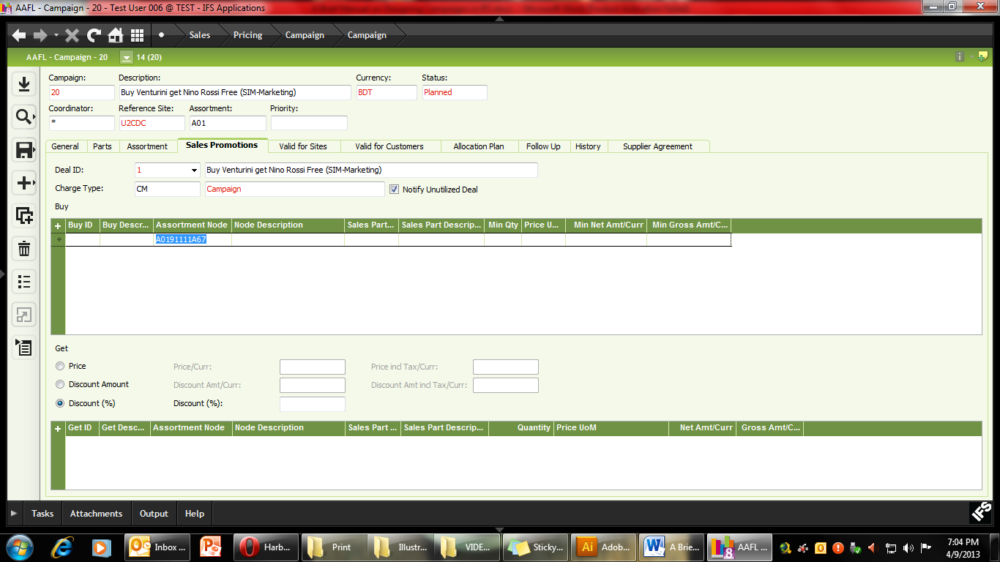 AAFL - Campaign - 20 - Test User 006 @ TEST - IFS Applications
Sales Pricing Campaign Campaign
AAFL - Campaign - 20 14 (20)
Campaign: Description: Currency: Status:
20 Buy Venturini get Nino Rossi Free (SIM-Marketing) BDT Planned
Coordinator: Reference Site: Assortment: Priority:
* U2CDC A01
General Parts Assortment Sales Promotions Valid for Sites Valid for Customers Allocation Plan Follow Up History Supplier Agreement
Deal ID: 1 Buy Venturini get Nino Rossi Free (SIM-Marketing)
Charge Type: CM Campaign Notify Unutilized Deal
Buy
Buy ID Buy Descr... Assortment Node Node Description Sales Part... Sales Part Descrip... Min Qty Price U... Min Net Amt/Curr Min Gross Amt/C...
A0191111A67
Get
Price Price/Curr: Price incl Tax/Curr:
Discount Amount Discount Amt/Curr: Discount Amt incl Tax/Curr:
Discount (%) Discount (%):
Get ID Get Desc... Assortment Node Node Description Sales Part ... Sales Part Descrip... Quantity Price UoM Net Amt/Curr Gross Amt/C...
Tasks Attachments Output Help IFS
Inbox ... Harb... Print Illustr... VIDE... Sticky... Adob... A Brie... AAFL ... 7:04 PM
4/9/2013